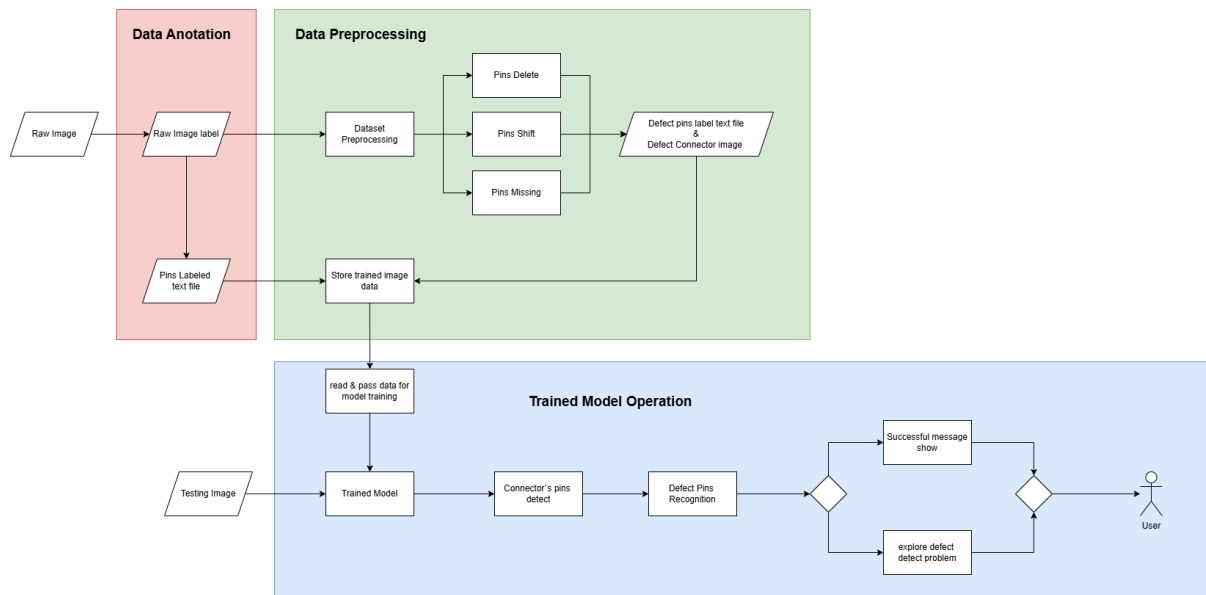 Data Anotation
Data Preprocessing
Pins Delete
Raw Image
Raw Image label
Dataset
Preprocessing
Pins Shift
Defect pins label text file
&
Defect Connector image
Pins Missing
Pins Labeled
text file
Store trained image
data
read & pass data for
model training
Trained Model Operation
Successful message
show
Testing Image
Trained Model
Connector`s pins
detect
Defect Pins
Recognition
User
explore defect
detect problem